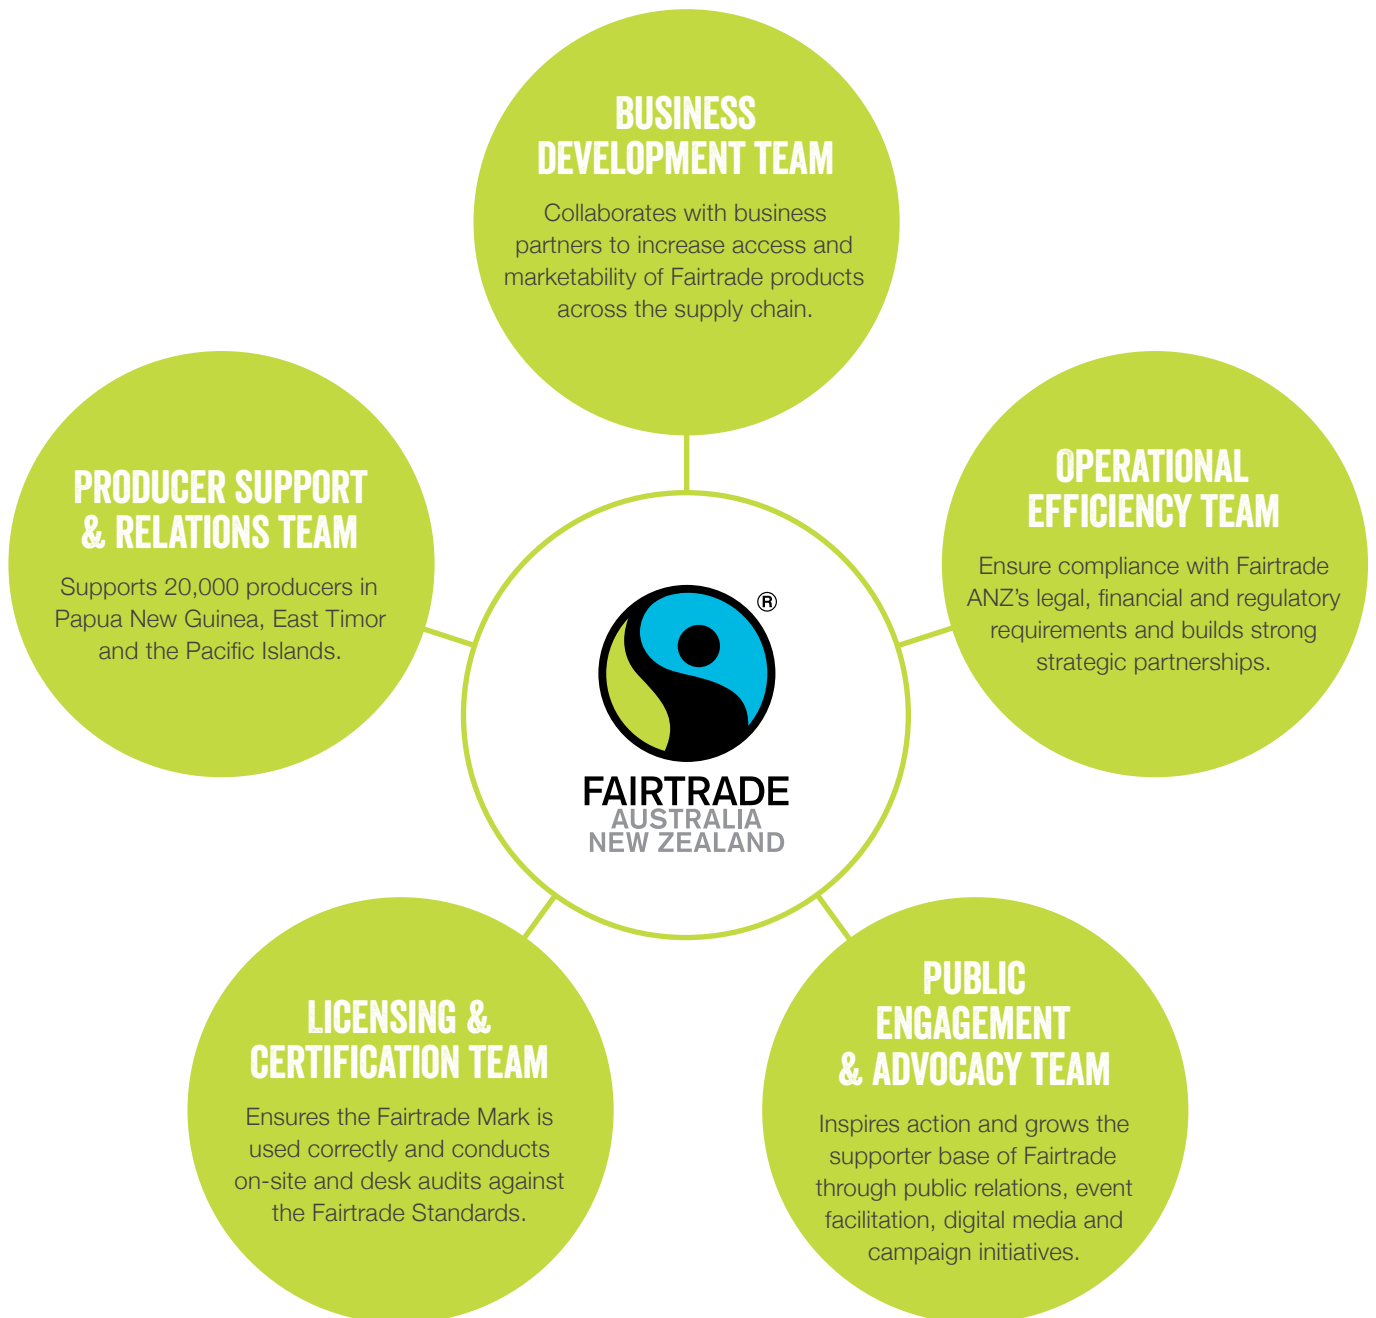 BUSINESS
DEVELOPMENT TEAM
Collaborates with business
partners to increase access and
marketability of Fairtrade products
across the supply chain.
PRODUCER SUPPORT
& RELATIONS TEAM
Supports 20,000 producers in
Papua New Guinea, East Timor
and the Pacific Islands.
OPERATIONAL
EFFICIENCY TEAM
Ensure compliance with Fairtrade
ANZ's legal, financial and regulatory
requirements and builds strong
strategic partnerships.
®
FAIRTRADE
AUSTRALIA
NEW ZEALAND
LICENSING &
CERTIFICATION TEAM
Ensures the Fairtrade Mark is
used correctly and conducts
on-site and desk audits against
the Fairtrade Standards.
PUBLIC
ENGAGEMENT
& ADVOCACY TEAM
Inspires action and grows the
supporter base of Fairtrade
through public relations, event
facilitation, digital media and
campaign initiatives.